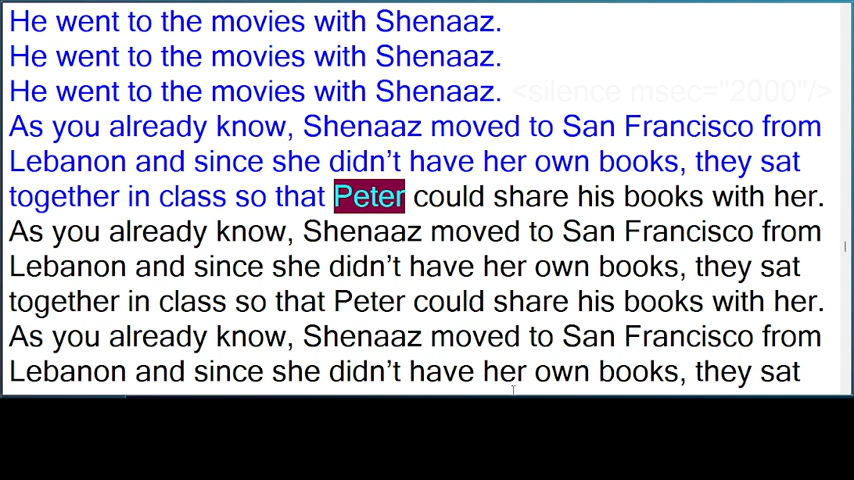 He went to the movies with Shenaaz.
He went to the movies with Shenaaz.
He went to the movies with Shenaaz. <silence msec="2000"/>
As you already know, Shenaaz moved to San Francisco from
Lebanon and since she didn’t have her own books, they sat
together in class so that Peter could share his books with her.
As you already know, Shenaaz moved to San Francisco from
Lebanon and since she didn’t have her own books, they sat
together in class so that Peter could share his books with her.
As you already know, Shenaaz moved to San Francisco from
Lebanon and since she didn’t have her own books, they sat